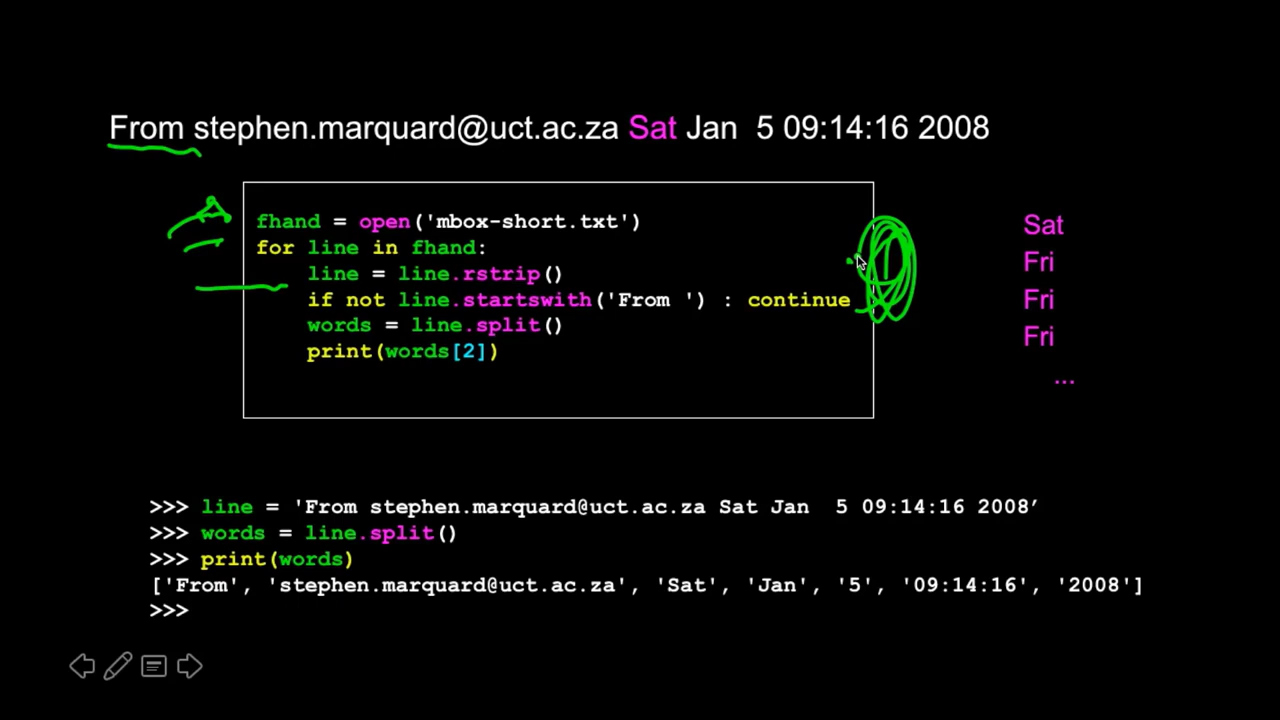 From stephen.marquard@uct.ac.za Sat Jan  5 09:14:16 2008
fhand = open('mbox-short.txt')
for line in fhand:
    line = line.rstrip()
    if not line.startswith('From ') : continue
    words = line.split()
    print(words[2])
Sat
Fri
Fri
Fri
...
>>> line = 'From stephen.marquard@uct.ac.za Sat Jan  5 09:14:16 2008’
>>> words = line.split()
>>> print(words)
['From', 'stephen.marquard@uct.ac.za', 'Sat', 'Jan', '5', '09:14:16', '2008']
>>>